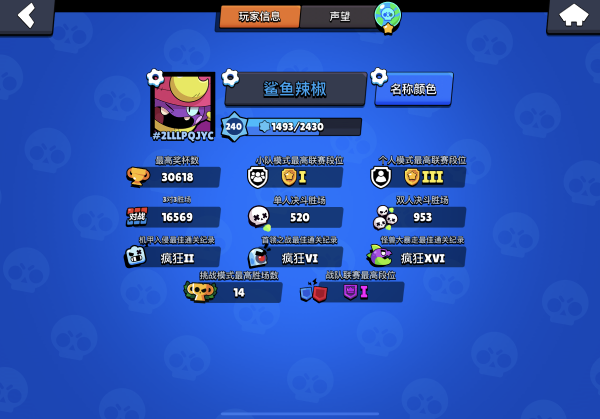 玩家信息 声望
鲨鱼辣椒 名称颜色
#2LLLPQJYC
240 1493/2430
最高奖杯数 小队模式最高联赛段位 个人模式最高联赛段位
30618 I III
3对3胜场 单人决斗胜场 双人决斗胜场
对战 16569 520 953
机甲入侵最佳通关纪录 首领之战最佳通关纪录 怪兽大暴走最佳通关纪录
疯狂II 疯狂VI 疯狂XVI
挑战模式最高胜场数 战队联赛最高段位
14 I